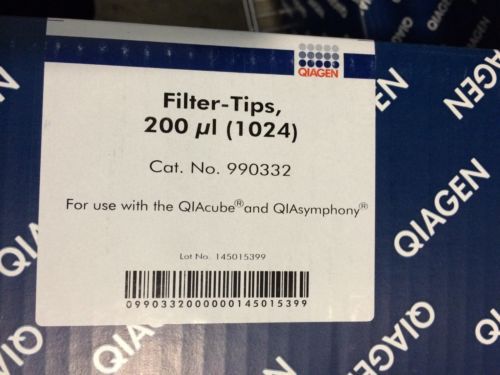 QIAGEN
Filter-Tips,
200 µl (1024)
Cat. No. 990332
For use with the QIAcube® and QIAsymphony®
Lot No. 145015399
0990332000000145015399
QIAGEN
QIAGEN
QIAGEN